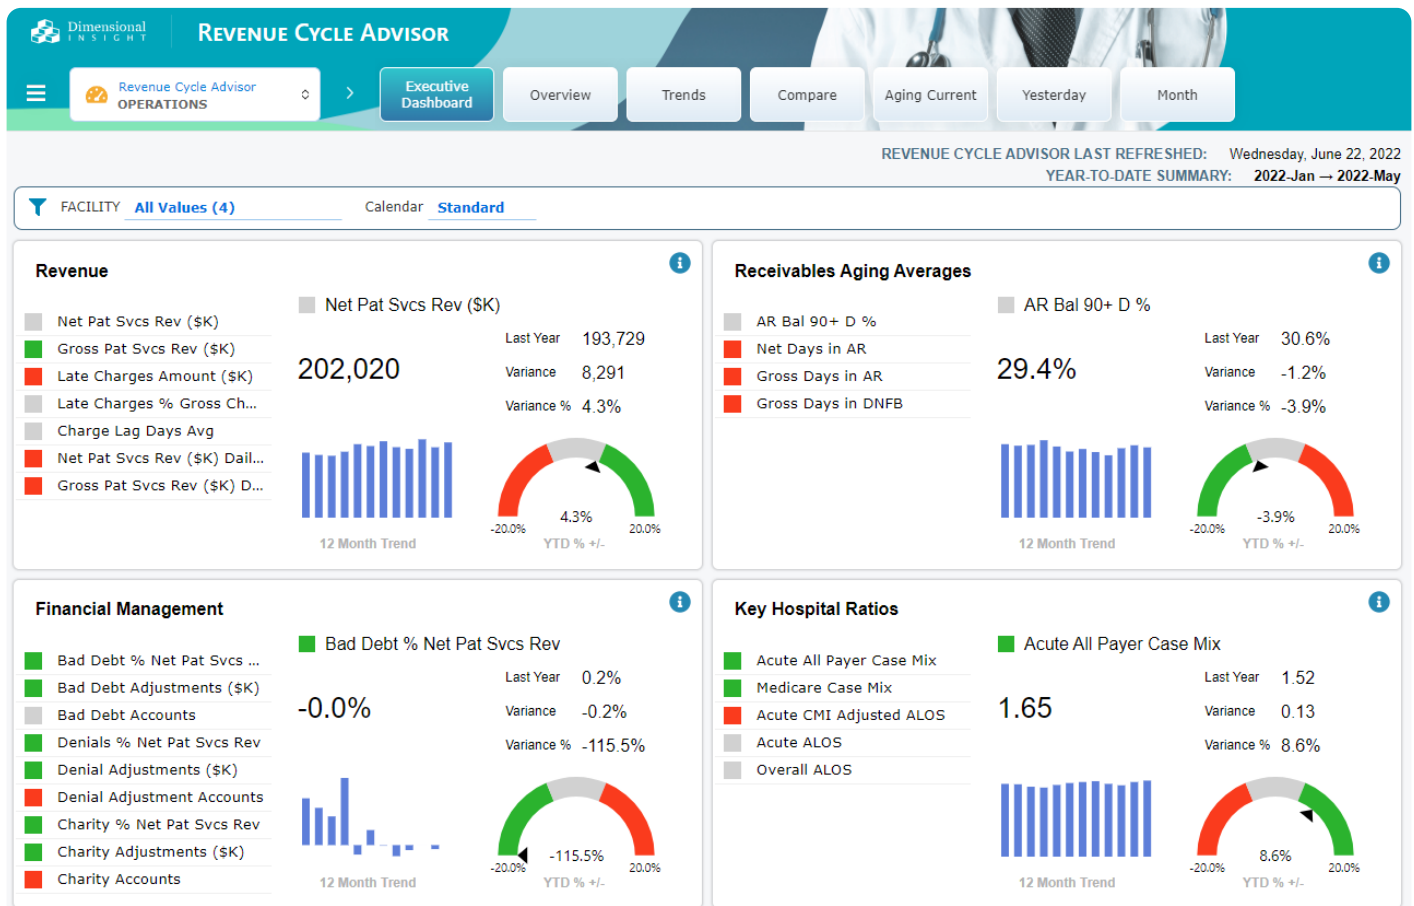 Dimensional
INSIGHT
REVENUE CYCLE ADVISOR
Revenue Cycle Advisor
OPERATIONS
Executive
Dashboard
Overview
Trends
Compare
Aging Current
Yesterday
Month
REVENUE CYCLE ADVISOR LAST REFRESHED: Wednesday, June 22, 2022
YEAR-TO-DATE SUMMARY: 2022-Jan → 2022-May
FACILITY All Values (4) Calendar Standard
Revenue
Net Pat Svcs Rev ($K)
Gross Pat Svcs Rev ($K)
Late Charges Amount ($K)
Late Charges % Gross Ch...
Charge Lag Days Avg
Net Pat Svcs Rev ($K) Dail...
Gross Pat Svcs Rev ($K) D...
Net Pat Svcs Rev ($K)
202,020
Last Year 193,729
Variance 8,291
Variance % 4.3%
12 Month Trend
4.3%
-20.0% 20.0%
YTD % +/-
Receivables Aging Averages
AR Bal 90+ D %
Net Days in AR
Gross Days in AR
Gross Days in DNFB
AR Bal 90+ D %
29.4%
Last Year 30.6%
Variance -1.2%
Variance % -3.9%
12 Month Trend
-3.9%
-20.0% 20.0%
YTD % +/-
Financial Management
Bad Debt % Net Pat Svcs ...
Bad Debt Adjustments ($K)
Bad Debt Accounts
Denials % Net Pat Svcs Rev
Denial Adjustments ($K)
Denial Adjustment Accounts
Charity % Net Pat Svcs Rev
Charity Adjustments ($K)
Charity Accounts
Bad Debt % Net Pat Svcs Rev
-0.0%
Last Year 0.2%
Variance -0.2%
Variance % -115.5%
12 Month Trend
-115.5%
-20.0% 20.0%
YTD % +/-
Key Hospital Ratios
Acute All Payer Case Mix
Medicare Case Mix
Acute CMI Adjusted ALOS
Acute ALOS
Overall ALOS
Acute All Payer Case Mix
1.65
Last Year 1.52
Variance 0.13
Variance % 8.6%
12 Month Trend
8.6%
-20.0% 20.0%
YTD % +/-